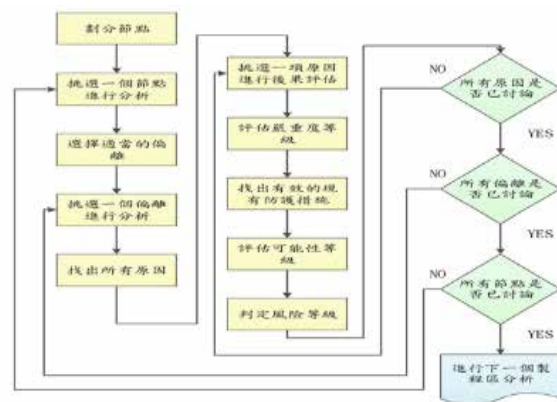 劃分節點
挑選一個節點
進行分析
選擇適當的偏
離
挑選一個偏離
進行分析
找出所有原因
挑選一項原因
進行後果評估
評估嚴重度等
級
找出有效的現
有防護措施
評估可能性等
級
判定風險等級
NO
所有原因是
否已討論
YES
NO
所有偏離是
否已討論
YES
NO
所有節點是
否已討論
YES
進行下一個製
程區分析